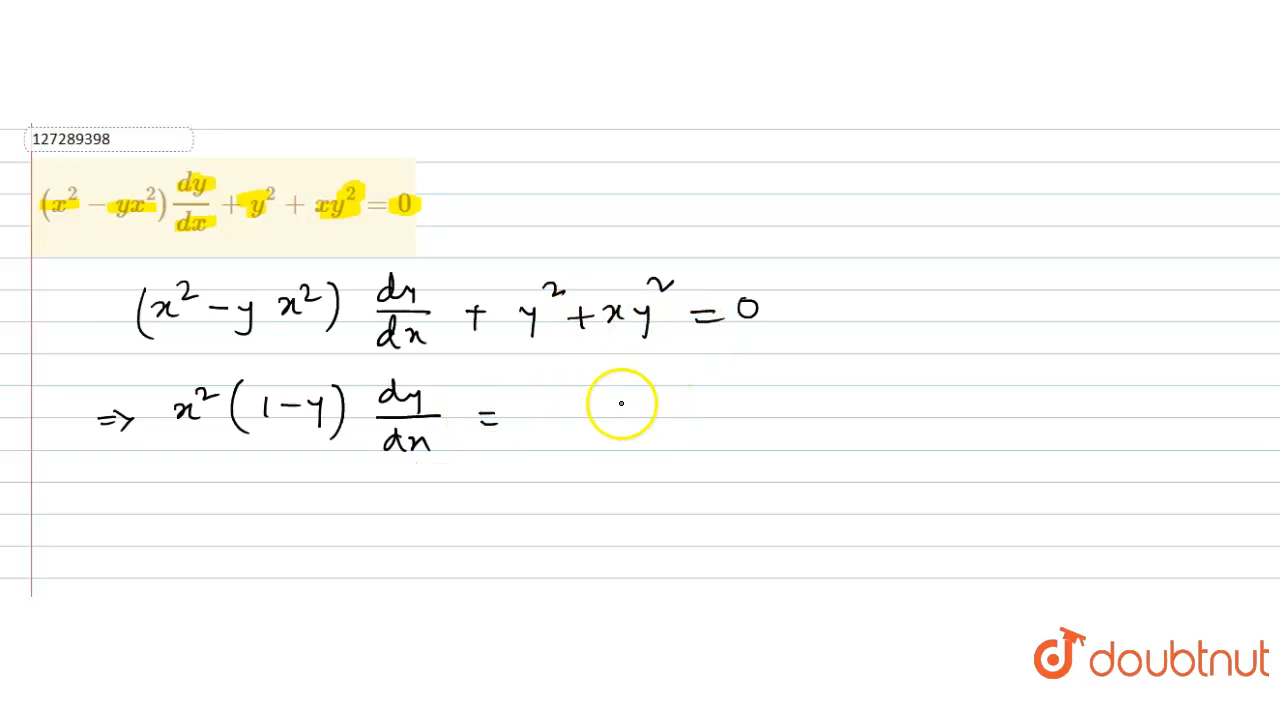 127289398
(x² − yx²) dy/dx + y² + xy² = 0
(x² − y x²) dy/dx + y² + xy² = 0
⇒ x² (1 − y) dy/dx =
doubtnut